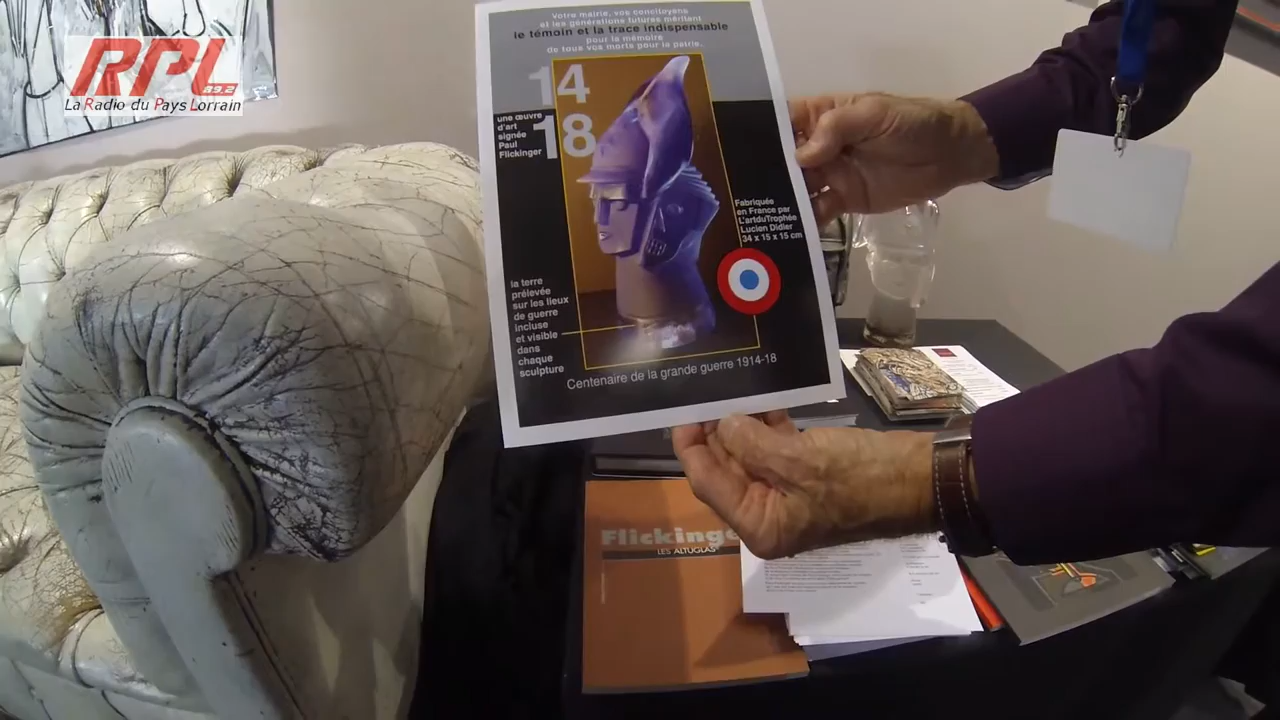 RPL
89.2
La Radio du Pays Lorrain
Votre mairie, vos concitoyens
et les générations futures méritent
le témoin et la trace indispensable
pour la mémoire
de tous vos morts pour la patrie.
14
18
une œuvre
d'art
signée
Paul
Flickinger
Fabriquée
en France par
L'artduTrophée
Lucien Didier
34 x 15 x 15 cm
la terre
prélevée
sur les lieux
de guerre
incluse
et visible
dans
chaque
sculpture
Centenaire de la grande guerre 1914-18
Flickinge
LES ALTUGLAS